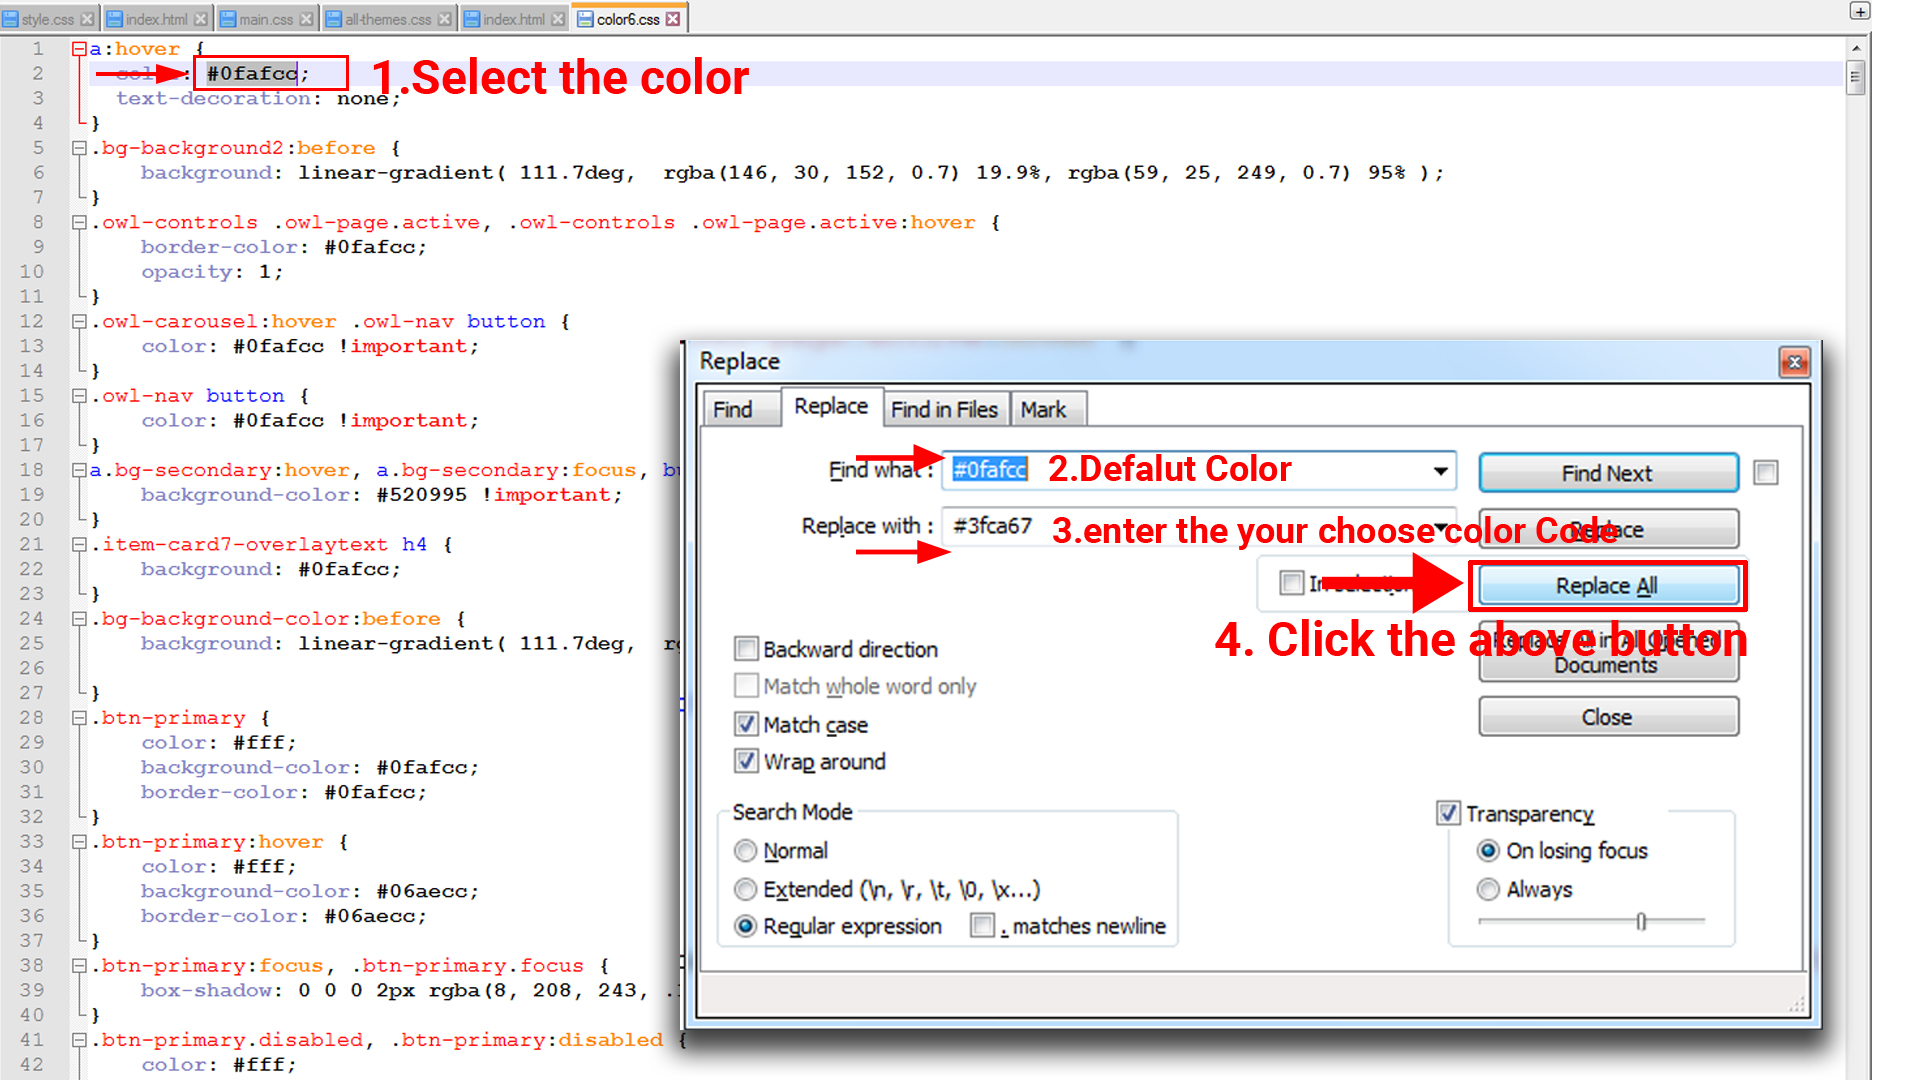 style.css index.html main.css all-themes.css index.html color6.css
1 a:hover {
2 color: #0fafcc;
1.Select the color
3 text-decoration: none;
4 }
5 .bg-background2:before {
6 background: linear-gradient( 111.7deg, rgba(146, 30, 152, 0.7) 19.9%, rgba(59, 25, 249, 0.7) 95% );
7 }
8 .owl-controls .owl-page.active, .owl-controls .owl-page.active:hover {
9 border-color: #0fafcc;
10 opacity: 1;
11 }
12 .owl-carousel:hover .owl-nav button {
13 color: #0fafcc !important;
14 }
15 .owl-nav button {
16 color: #0fafcc !important;
17 }
18 a.bg-secondary:hover, a.bg-secondary:focus, bu
19 background-color: #520995 !important;
20 }
21 .item-card7-overlaytext h4 {
22 background: #0fafcc;
23 }
24 .bg-background-color:before {
25 background: linear-gradient( 111.7deg, rg
26
27 }
28 .btn-primary {
29 color: #fff;
30 background-color: #0fafcc;
31 border-color: #0fafcc;
32 }
33 .btn-primary:hover {
34 color: #fff;
35 background-color: #06aecc;
36 border-color: #06aecc;
37 }
38 .btn-primary:focus, .btn-primary.focus {
39 box-shadow: 0 0 0 2px rgba(8, 208, 243, .
40 }
41 .btn-primary.disabled, .btn-primary:disabled {
42 color: #fff;
Replace
Find Replace Find in Files Mark
Find what : #0fafcc 2.Defalut Color Find Next
Replace with : #3fca67 3.enter the your choose color Code Replace
In selection Replace All
4. Click the above button
Replace All in All Opened
Documents
Close
Backward direction
Match whole word only
Match case
Wrap around
Search Mode
Normal
Extended (\n, \r, \t, \0, \x...)
Regular expression . matches newline
Transparency
On losing focus
Always